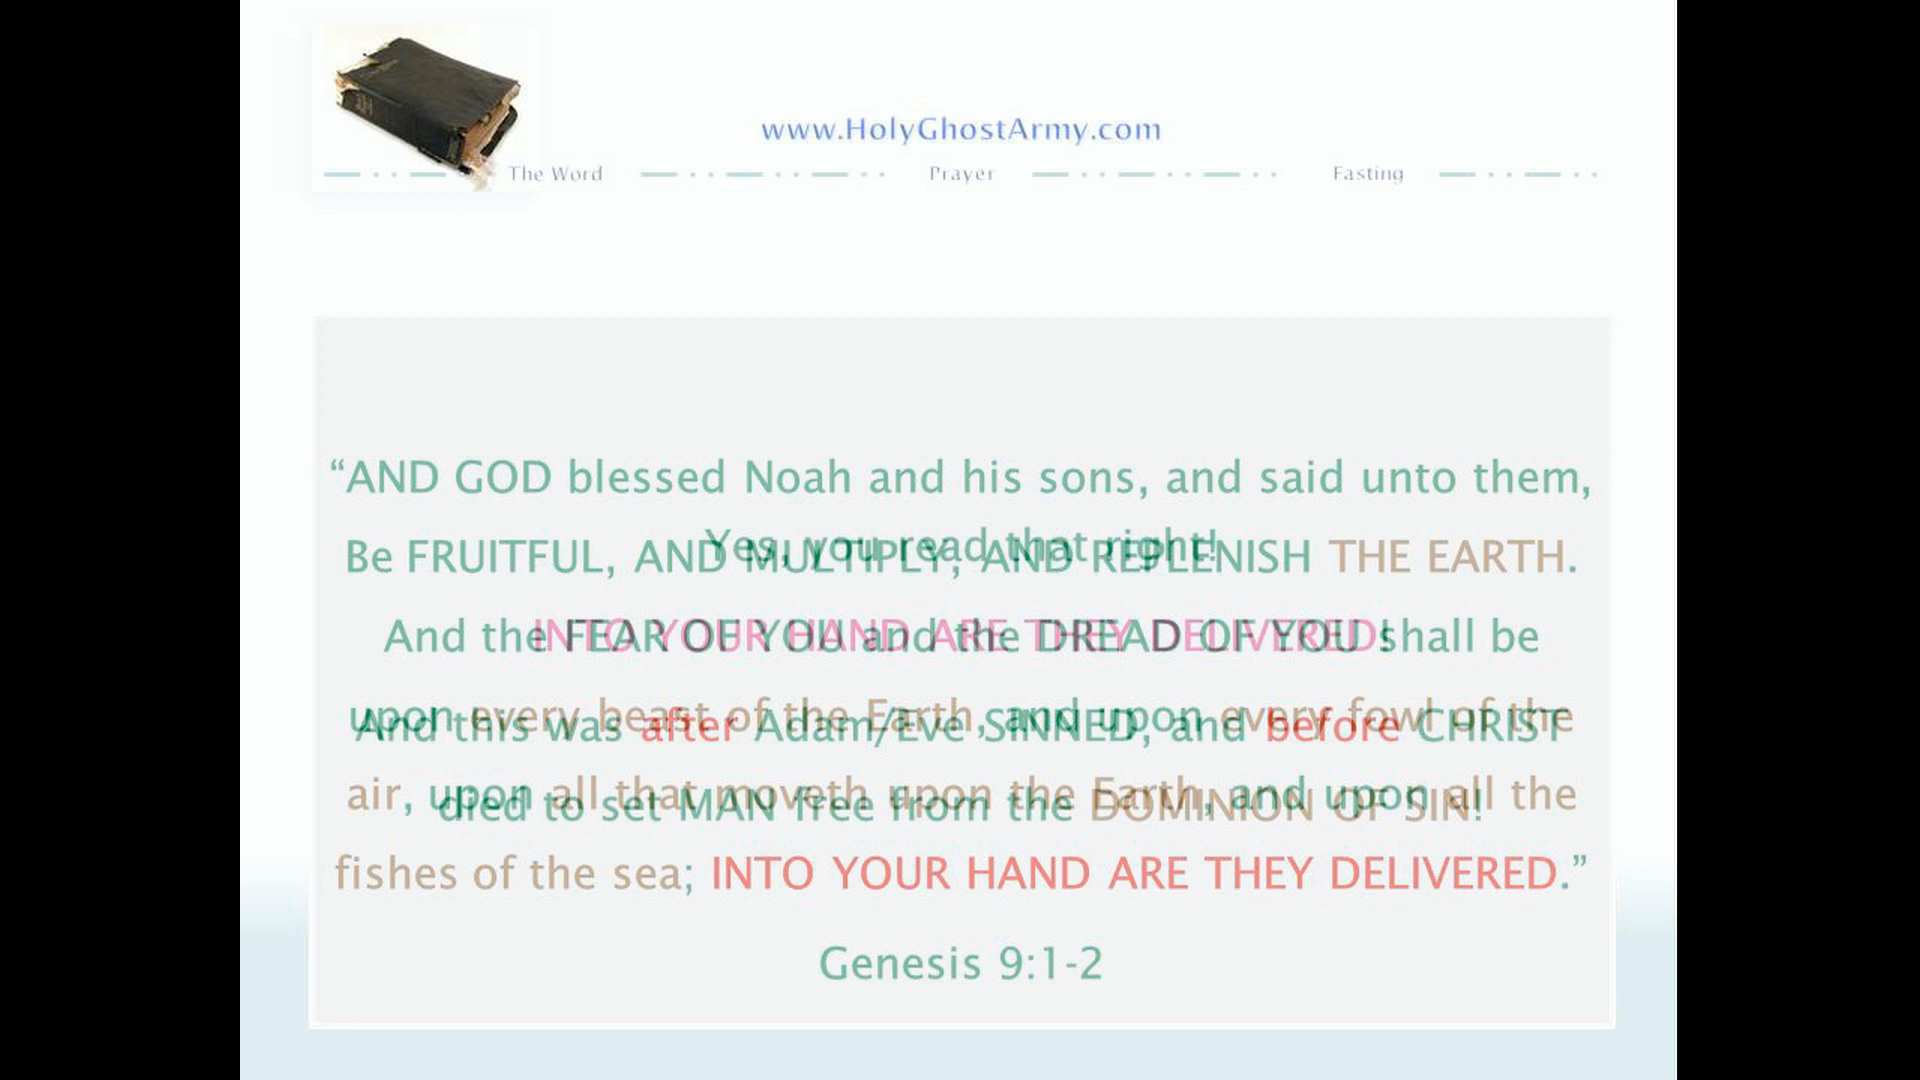 www.HolyGhostArmy.com
The Word Prayer Fasting
“AND GOD blessed Noah and his sons, and said unto them,
Be FRUITFUL, AND MULTIPLY, AND REPLENISH THE EARTH.
And the FEAR OF YOU and the DREAD OF YOU shall be
upon every beast of the Earth, and upon every fowl of the
air, upon all that moveth upon the Earth, and upon all the
fishes of the sea; INTO YOUR HAND ARE THEY DELIVERED.”
Genesis 9:1-2
Yes, you read that right!
INTO YOUR HAND ARE THEY DELIVERED!
And this was after Adam/Eve SINNED, and before CHRIST
died to set MAN free from the DOMINION OF SIN!